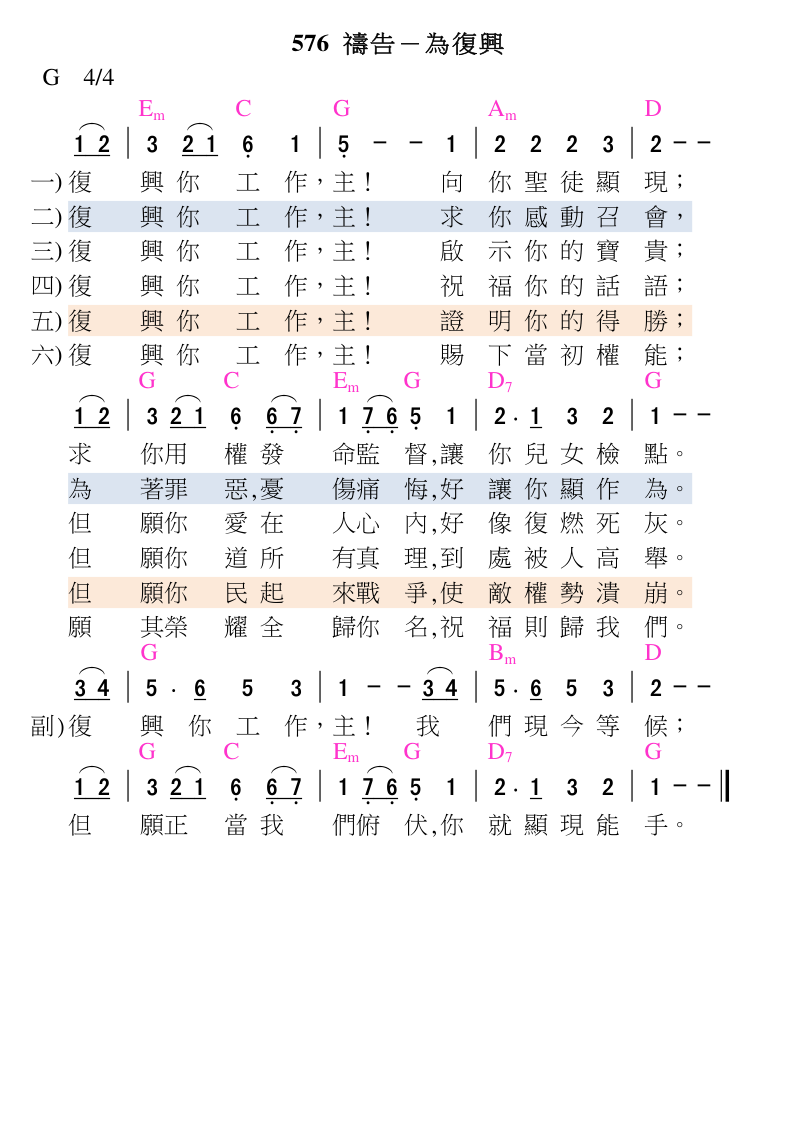 576 禱告－為復興
G 4/4
Em C G Am D
1 2 | 3 2 1 6 1 | 5 － － 1 | 2 2 2 3 | 2 － －
一) 復 興 你 工 作，主！ 向 你 聖 徒 顯 現；
二) 復 興 你 工 作，主！ 求 你 感 動 召 會，
三) 復 興 你 工 作，主！ 啟 示 你 的 寶 貴；
四) 復 興 你 工 作，主！ 祝 福 你 的 話 語；
五) 復 興 你 工 作，主！ 證 明 你 的 得 勝；
六) 復 興 你 工 作，主！ 賜 下 當 初 權 能；
G C Em G D7 G
1 2 | 3 2 1 6 6 7 | 1 7 6 5 1 | 2 . 1 3 2 | 1 － －
求 你用 權 發 命監 督,讓 你 兒 女 檢 點。
為 著罪 惡,憂 傷痛 悔,好 讓 你 顯 作 為。
但 願你 愛 在 人心 內,好 像 復 燃 死 灰。
但 願你 道 所 有真 理,到 處 被 人 高 舉。
但 願你 民 起 來戰 爭,使 敵 權 勢 潰 崩。
願 其榮 耀 全 歸你 名,祝 福 則 歸 我 們。
G Bm D
3 4 | 5 . 6 5 3 | 1 － － 3 4 | 5 . 6 5 3 | 2 － －
副) 復 興 你 工 作，主！ 我 們 現 今 等 候；
G C Em G D7 G
1 2 | 3 2 1 6 6 7 | 1 7 6 5 1 | 2 . 1 3 2 | 1 － － ||
但 願正 當 我 們俯 伏,你 就 顯 現 能 手。